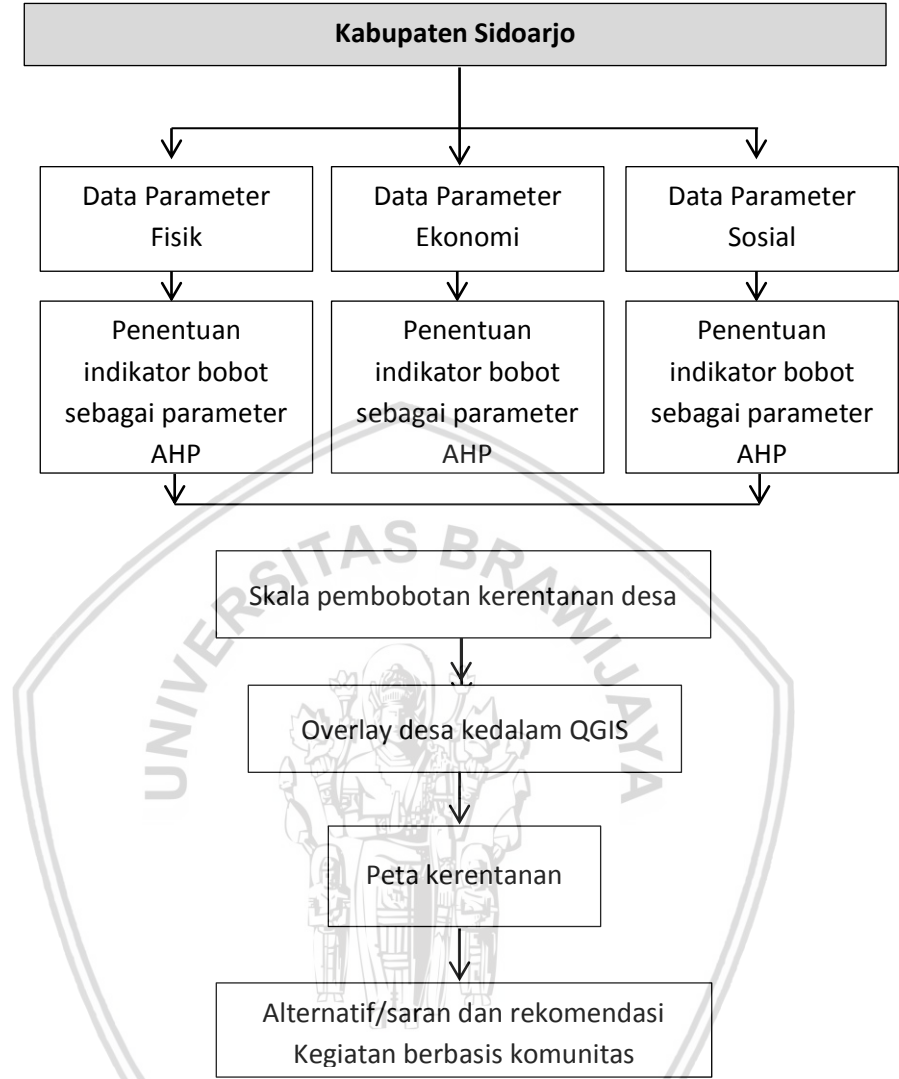 Kabupaten Sidoarjo
Data Parameter
Fisik
Data Parameter
Ekonomi
Data Parameter
Sosial
Penentuan
indikator bobot
sebagai parameter
AHP
Penentuan
indikator bobot
sebagai parameter
AHP
Penentuan
indikator bobot
sebagai parameter
AHP
UNIVERSITAS BRAWIJAYA
Skala pembobotan kerentanan desa
Overlay desa kedalam QGIS
Peta kerentanan
Alternatif/saran dan rekomendasi
Kegiatan berbasis komunitas